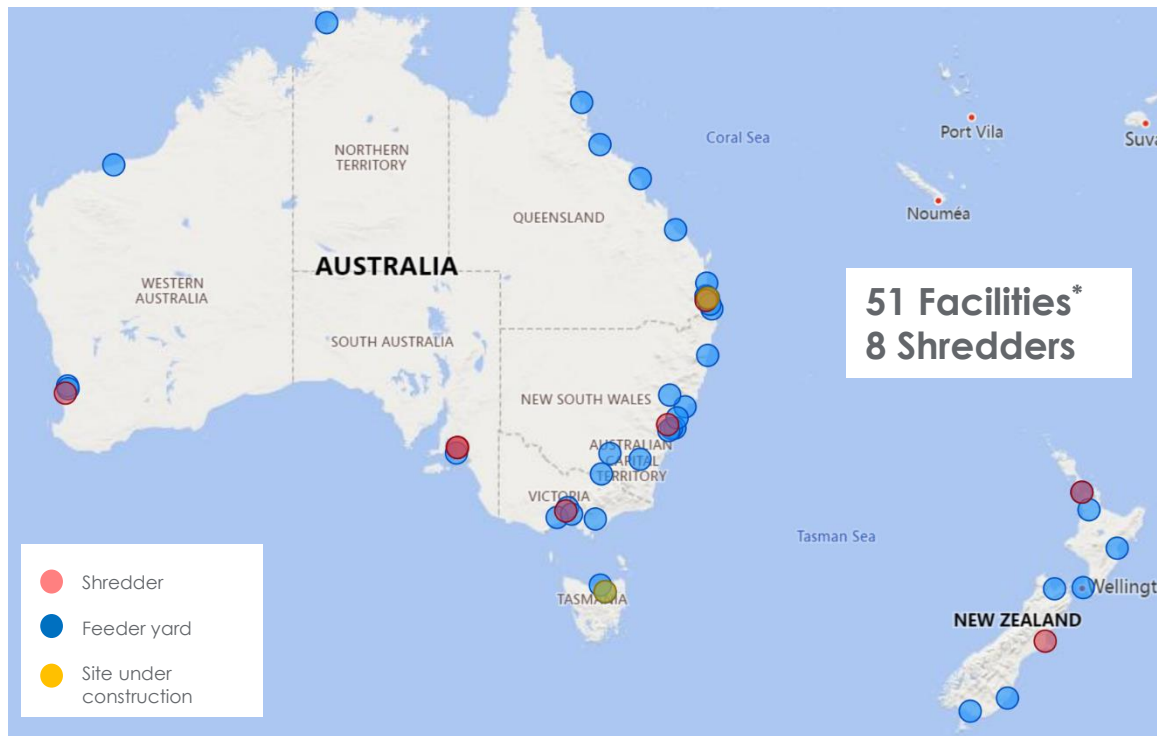 Coral Sea
Port Vila
Suva
NORTHERN
TERRITORY
Nouméa
QUEENSLAND
AUSTRALIA
WESTERN
AUSTRALIA
51 Facilities*
8 Shredders
SOUTH AUSTRALIA
NEW SOUTH WALES
AUSTRALIAN
CAPITAL
TERRITORY
VICTORIA
Tasman Sea
Shredder
TASMANIA
Wellingt
NEW ZEALAND
Feeder yard
Site under
construction